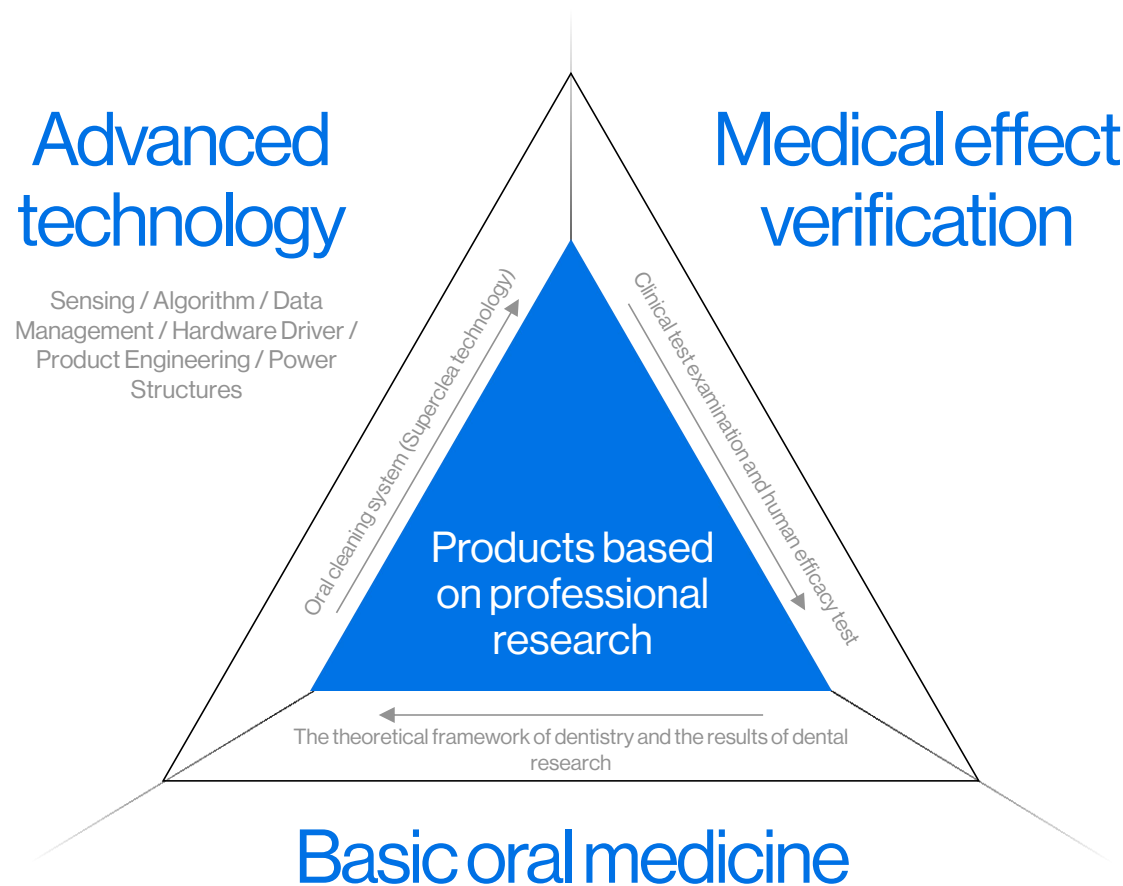 Advanced
technology
Sensing / Algorithm / Data
Management / Hardware Driver /
Product Engineering / Power
Structures
Medical effect
verification
Oral cleaning system (Superclea technology)
Clinical test examination and human efficacy test
Products based
on professional
research
The theoretical framework of dentistry and the results of dental
research
Basic oral medicine